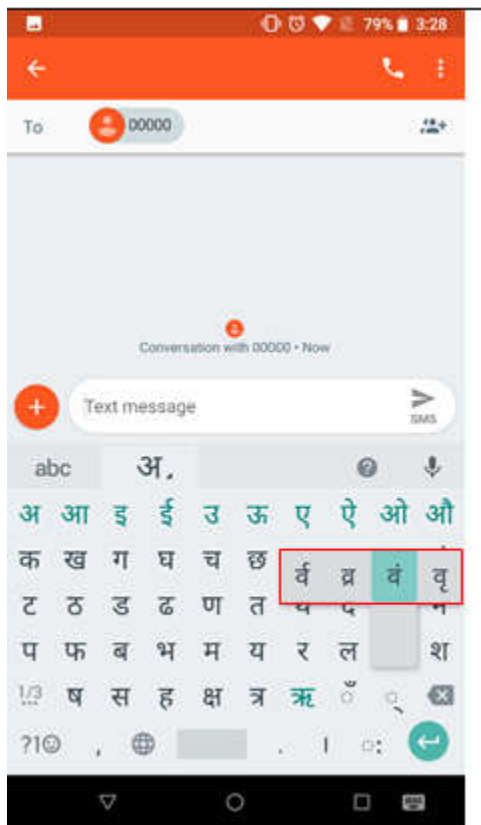 79% 3:28
To 00000
Conversation with 00000 • Now
Text message
SMS
abc अ.
अ आ इ ई उ ऊ ए ऐ ओ औ
क ख ग घ च छ
र्व व्र वं वृ
ट ठ ड ढ ण त
प फ ब भ म य र ल श
1/3 ष स ह क्ष त्र ऋ ँ ृ
?1☺ , . । ः